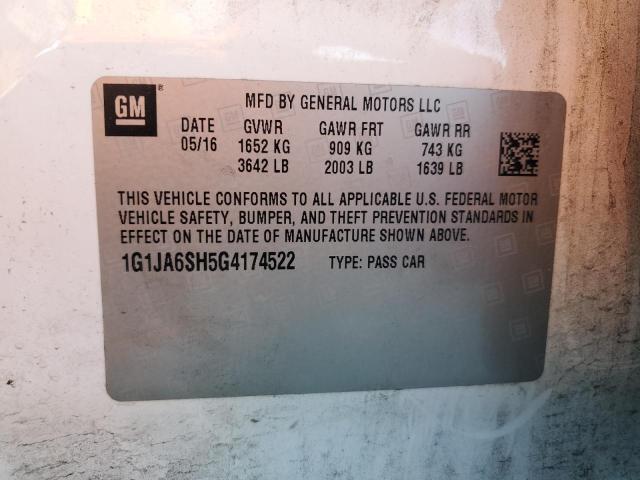 GM ®
MFD BY GENERAL MOTORS LLC
DATE GVWR GAWR FRT GAWR RR
05/16 1652 KG 909 KG 743 KG
3642 LB 2003 LB 1639 LB
THIS VEHICLE CONFORMS TO ALL APPLICABLE U.S. FEDERAL MOTOR
VEHICLE SAFETY, BUMPER, AND THEFT PREVENTION STANDARDS IN
EFFECT ON THE DATE OF MANUFACTURE SHOWN ABOVE.
1G1JA6SH5G4174522 TYPE: PASS CAR